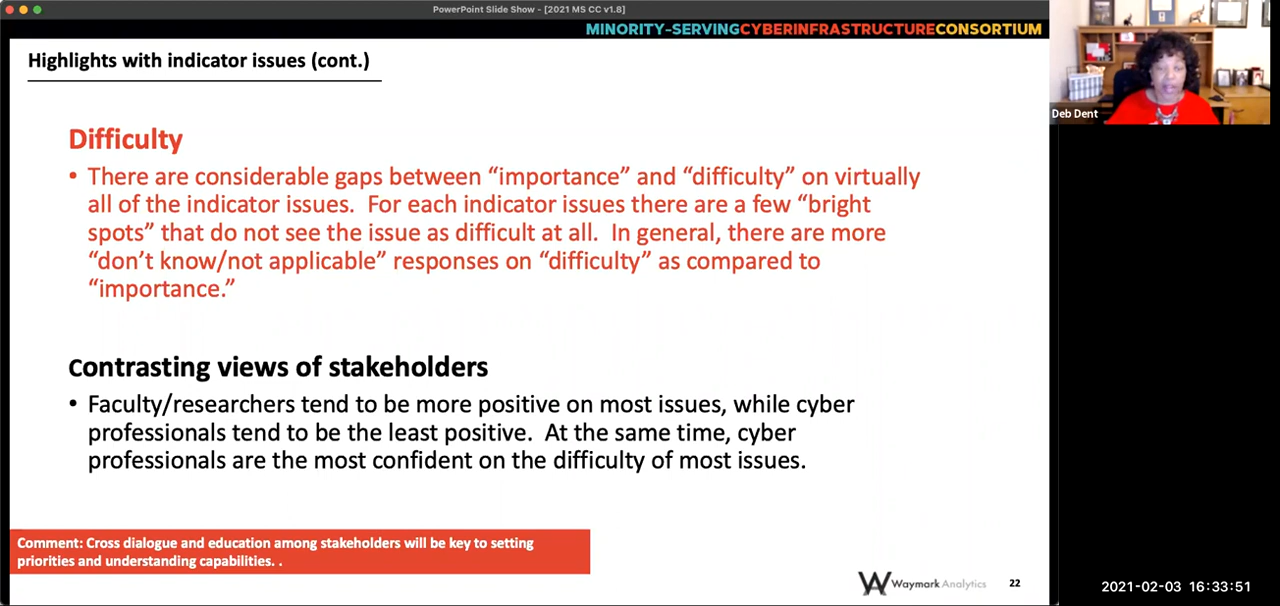 PowerPoint Slide Show - [2021 MS CC v1.8]
MINORITY-SERVINGCYBERINFRASTRUCTURECONSORTIUM
Highlights with indicator issues (cont.)
Deb Dent
Difficulty
• There are considerable gaps between “importance” and “difficulty” on virtually
all of the indicator issues.  For each indicator issues there are a few “bright
spots” that do not see the issue as difficult at all.  In general, there are more
“don’t know/not applicable” responses on “difficulty” as compared to
“importance.”
Contrasting views of stakeholders
• Faculty/researchers tend to be more positive on most issues, while cyber
professionals tend to be the least positive.  At the same time, cyber
professionals are the most confident on the difficulty of most issues.
Comment: Cross dialogue and education among stakeholders will be key to setting
priorities and understanding capabilities. .
Waymark Analytics
22
2021-02-03 16:33:51